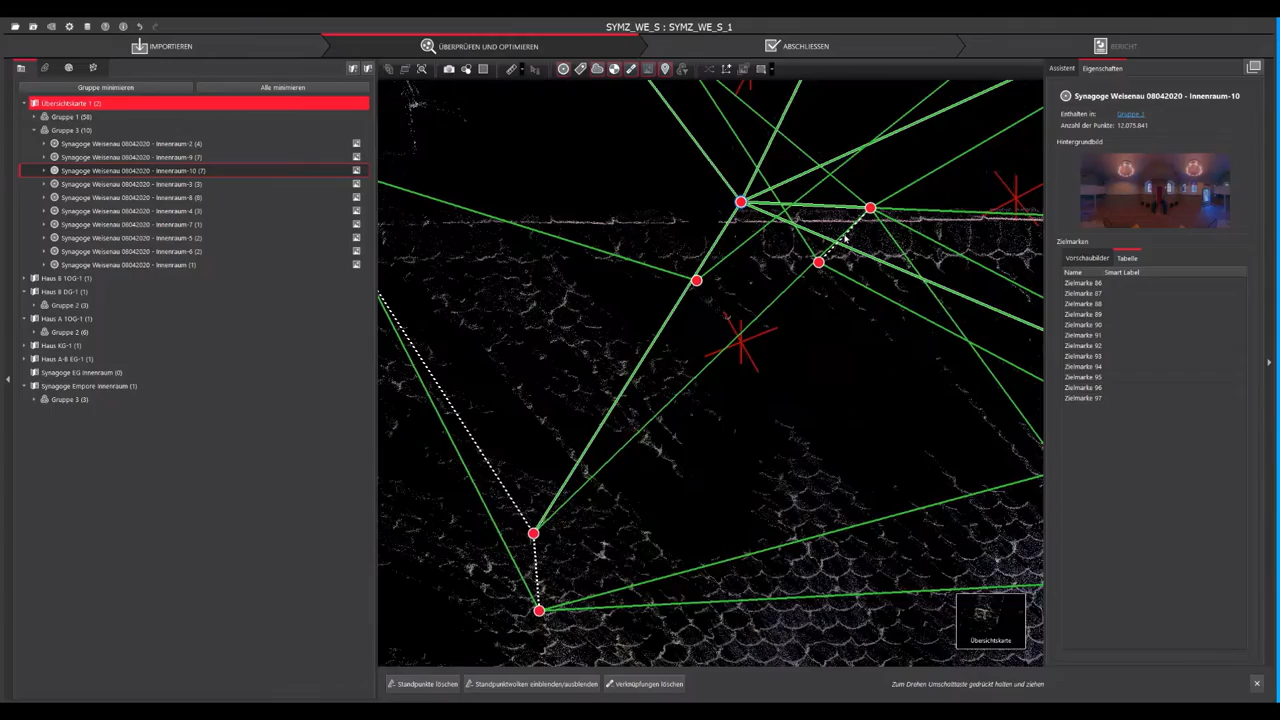 SYMZ_WE_S : SYMZ_WE_S_1
IMPORTIEREN
ÜBERPRÜFEN UND OPTIMIEREN
ABSCHLIESSEN
BERICHT
Gruppe minimieren
Alle minimieren
Übersichtskarte 1 (2)
Gruppe 1 (58)
Gruppe 3 (10)
Synagoge Weisenau 08042020 - Innenraum-2 (4)
Synagoge Weisenau 08042020 - Innenraum-9 (7)
Synagoge Weisenau 08042020 - Innenraum-10 (7)
Synagoge Weisenau 08042020 - Innenraum-3 (3)
Synagoge Weisenau 08042020 - Innenraum-8 (8)
Synagoge Weisenau 08042020 - Innenraum-4 (3)
Synagoge Weisenau 08042020 - Innenraum-7 (1)
Synagoge Weisenau 08042020 - Innenraum-5 (2)
Synagoge Weisenau 08042020 - Innenraum-6 (2)
Synagoge Weisenau 08042020 - Innenraum (1)
Haus B 1OG-1 (1)
Haus B DG-1 (1)
Gruppe 2 (3)
Haus A 1OG-1 (1)
Gruppe 2 (6)
Haus KG-1 (1)
Haus A-B EG-1 (1)
Synagoge EG Innenraum (0)
Synagoge Empore Innenraum (1)
Gruppe 3 (3)
Übersichtskarte
Standpunkte löschen
Standpunktwolken einblenden/ausblenden
Verknüpfungen löschen
Zum Drehen Umschalttaste gedrückt halten und ziehen
Assistent
Eigenschaften
Synagoge Weisenau 08042020 - Innenraum-10
Enthalten in: Gruppe 3
Anzahl der Punkte: 12.075.841
Hintergrundbild
Zielmarken
Vorschaubilder
Tabelle
Name Smart Label
Zielmarke 86
Zielmarke 87
Zielmarke 88
Zielmarke 89
Zielmarke 90
Zielmarke 91
Zielmarke 92
Zielmarke 93
Zielmarke 94
Zielmarke 95
Zielmarke 96
Zielmarke 97